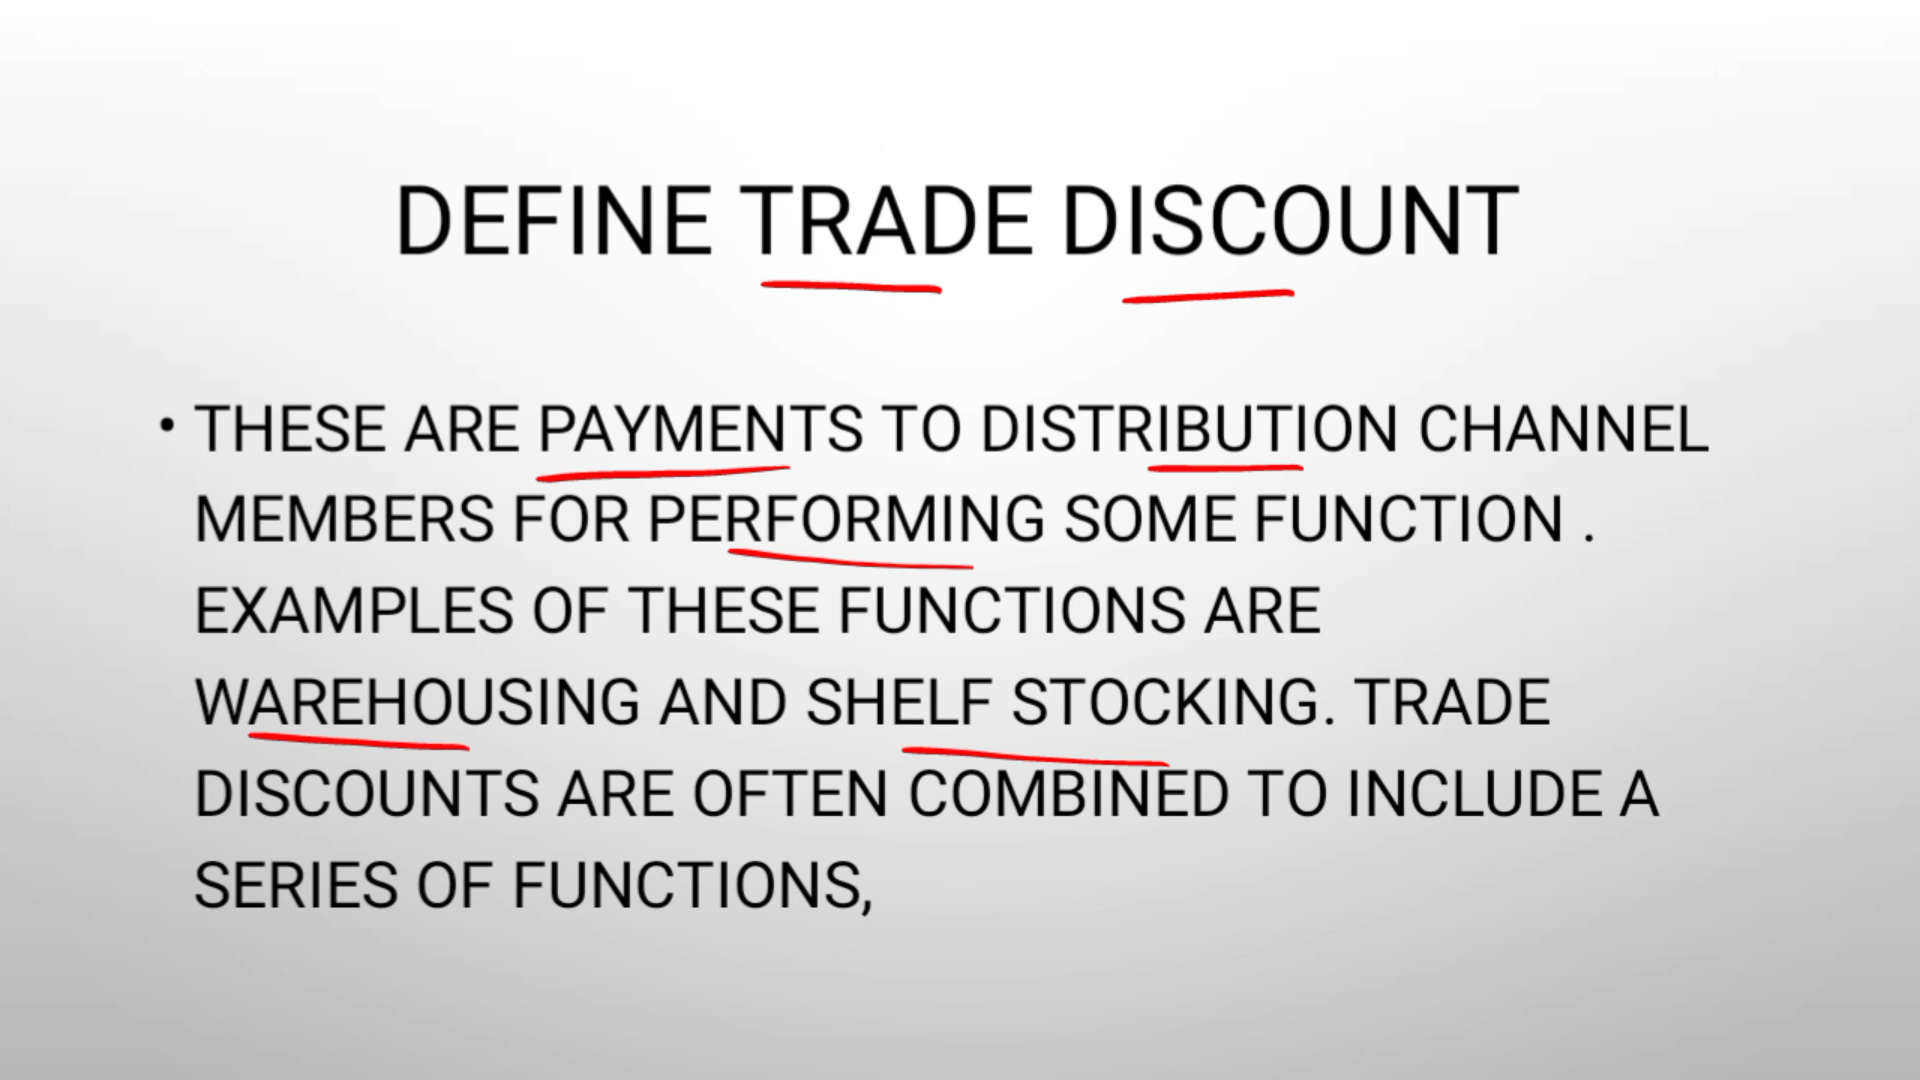 DEFINE TRADE DISCOUNT
• THESE ARE PAYMENTS TO DISTRIBUTION CHANNEL
MEMBERS FOR PERFORMING SOME FUNCTION .
EXAMPLES OF THESE FUNCTIONS ARE
WAREHOUSING AND SHELF STOCKING. TRADE
DISCOUNTS ARE OFTEN COMBINED TO INCLUDE A
SERIES OF FUNCTIONS,